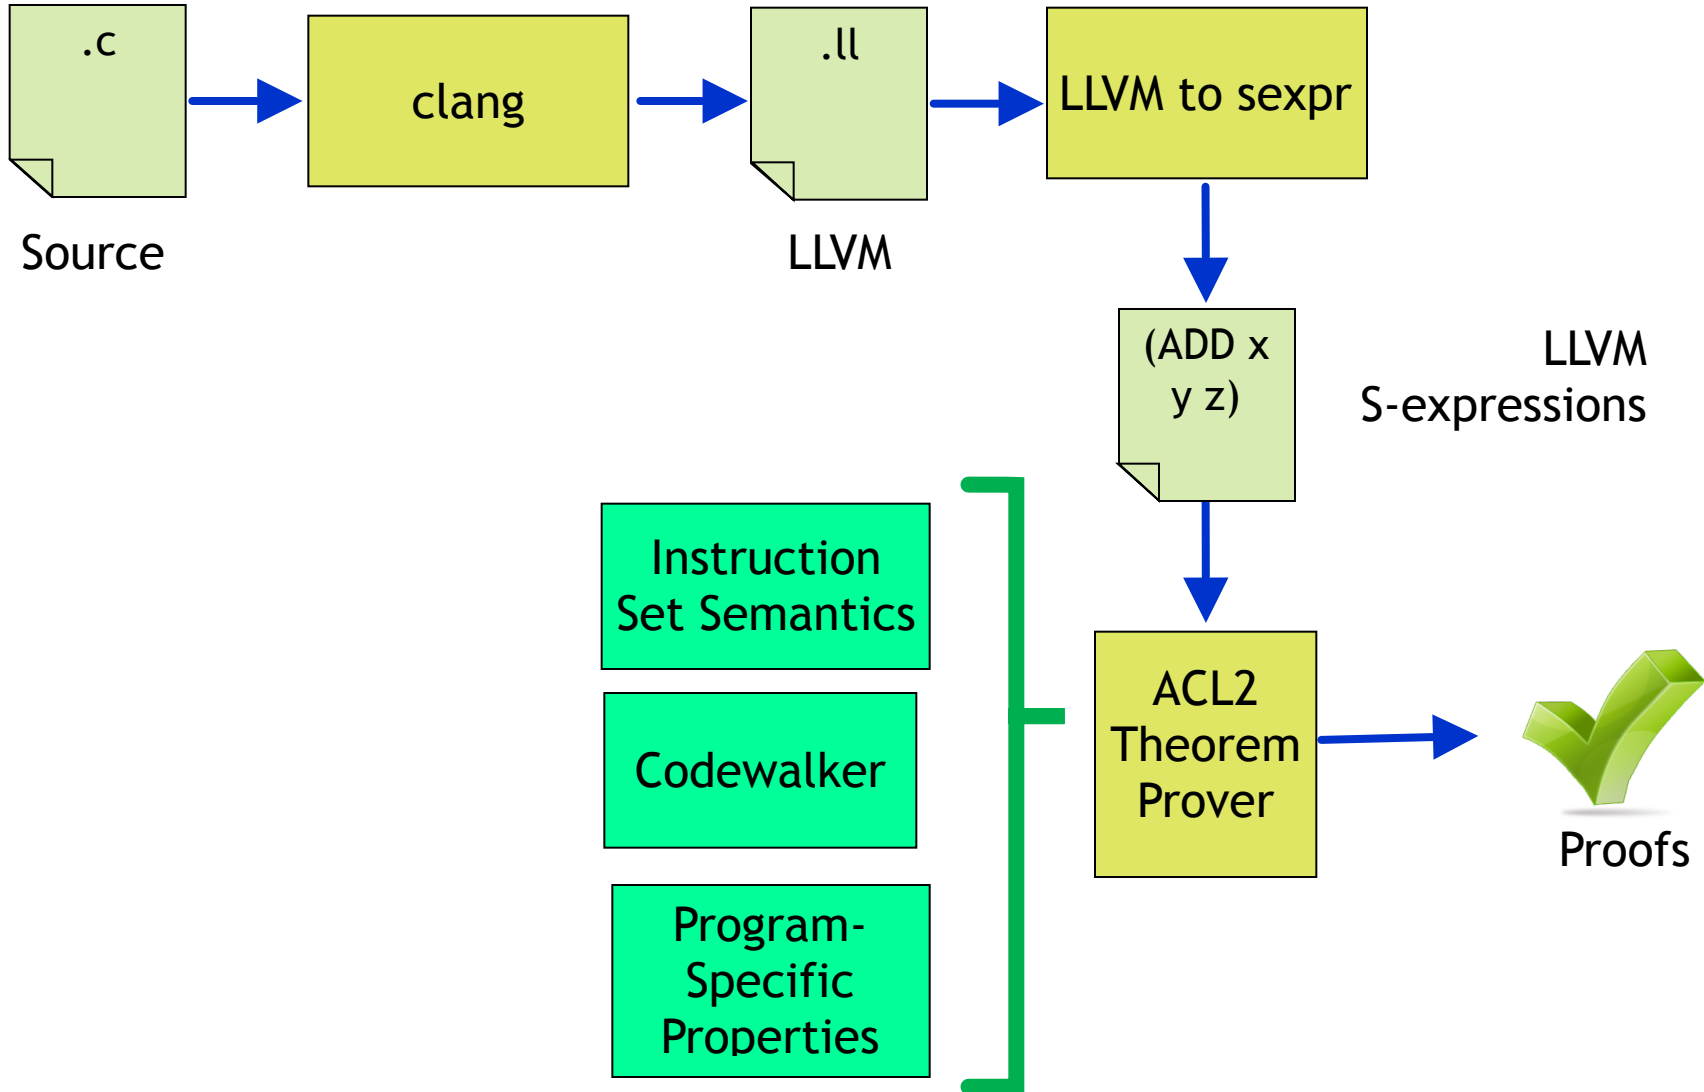 .c
clang
.ll
LLVM to sexpr
Source
LLVM
(ADD x
y z)
LLVM
S-expressions
Instruction
Set Semantics
Codewalker
Program-
Specific
Properties
ACL2
Theorem
Prover
Proofs